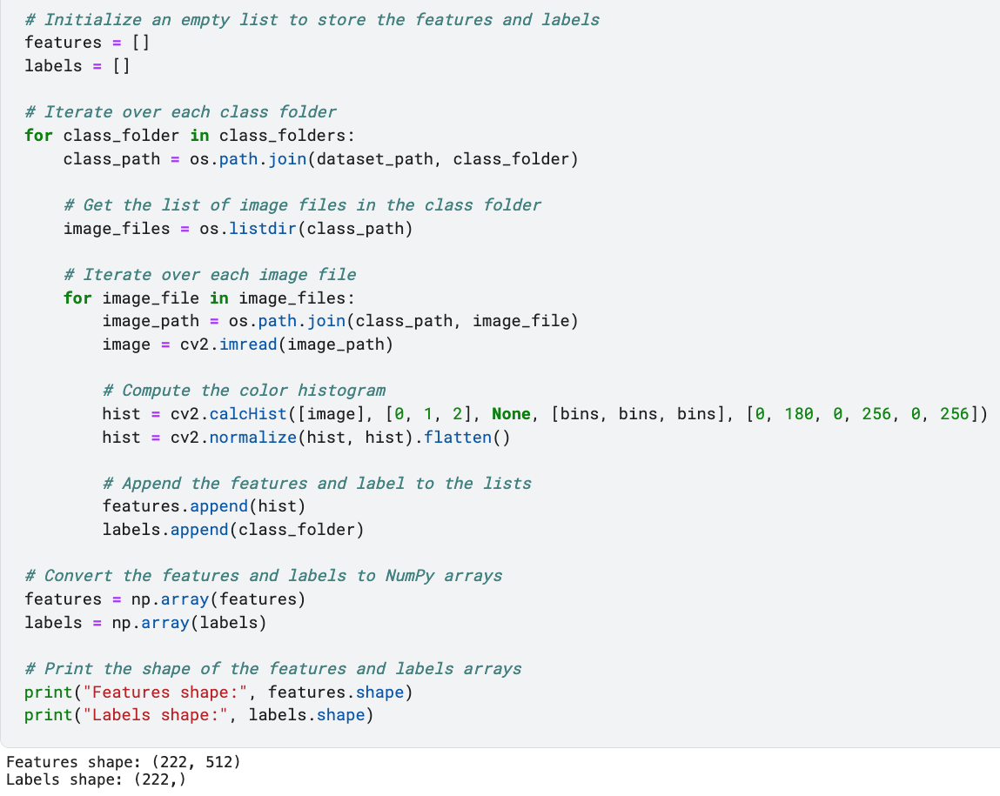 # Initialize an empty list to store the features and labels
features = []
labels = []

# Iterate over each class folder
for class_folder in class_folders:
    class_path = os.path.join(dataset_path, class_folder)

    # Get the list of image files in the class folder
    image_files = os.listdir(class_path)

    # Iterate over each image file
    for image_file in image_files:
        image_path = os.path.join(class_path, image_file)
        image = cv2.imread(image_path)

        # Compute the color histogram
        hist = cv2.calcHist([image], [0, 1, 2], None, [bins, bins, bins], [0, 180, 0, 256, 0, 256])
        hist = cv2.normalize(hist, hist).flatten()

        # Append the features and label to the lists
        features.append(hist)
        labels.append(class_folder)

# Convert the features and labels to NumPy arrays
features = np.array(features)
labels = np.array(labels)

# Print the shape of the features and labels arrays
print("Features shape:", features.shape)
print("Labels shape:", labels.shape)

Features shape: (222, 512)
Labels shape: (222,)